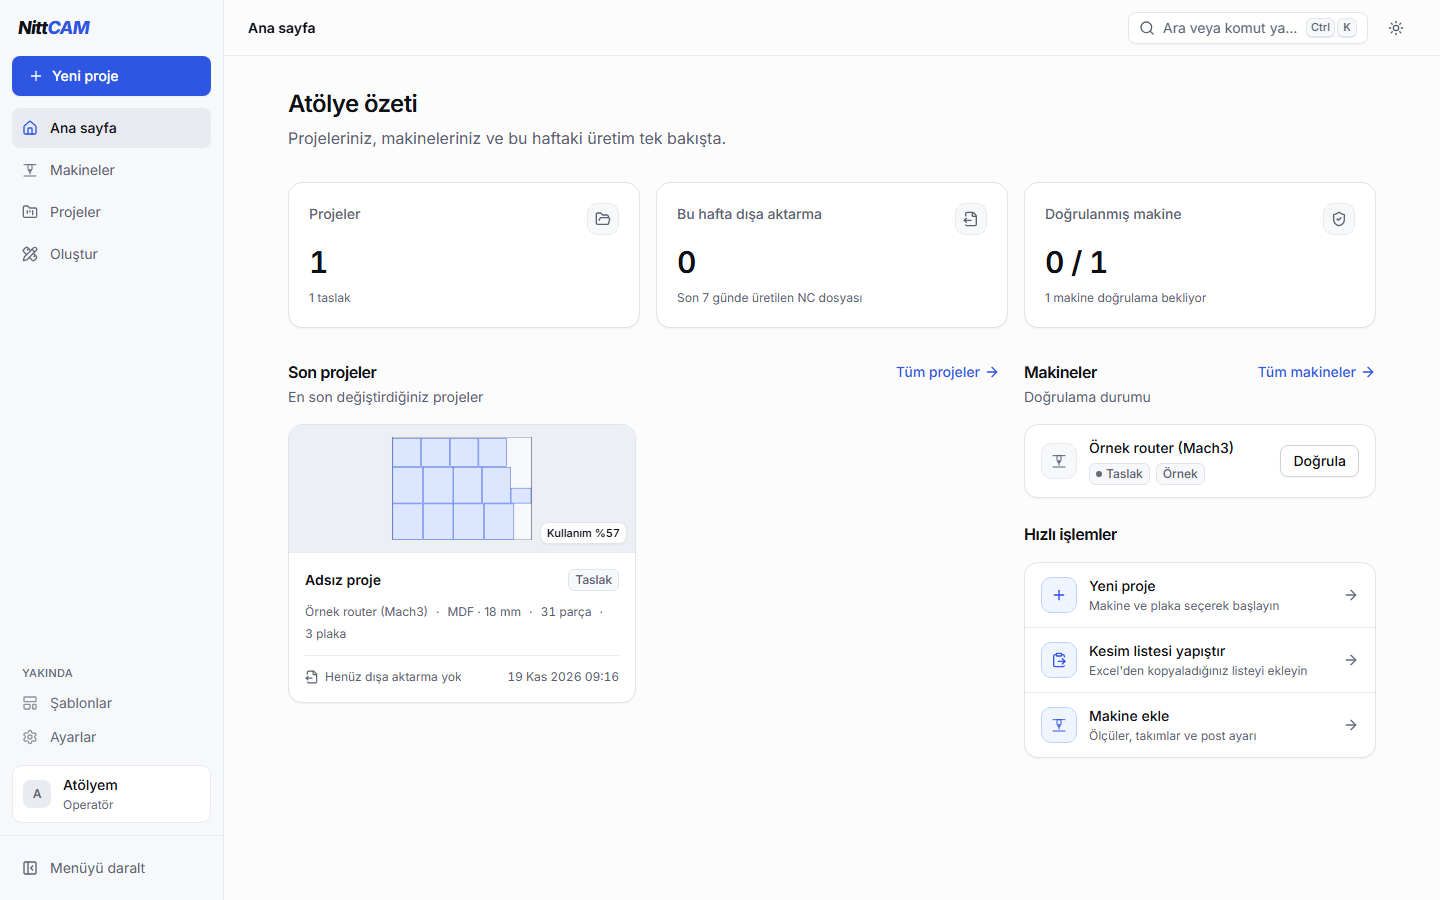 NittCAM
Yeni proje
Ana sayfa
Makineler
Projeler
Oluştur
YAKINDA
Şablonlar
Ayarlar
A
Atölyem
Operatör
Menüyü daralt
Ana sayfa
Ara veya komut ya... Ctrl K
Atölye özeti
Projeleriniz, makineleriniz ve bu haftaki üretim tek bakışta.
Projeler
1
1 taslak
Bu hafta dışa aktarma
0
Son 7 günde üretilen NC dosyası
Doğrulanmış makine
0 / 1
1 makine doğrulama bekliyor
Son projeler
Tüm projeler
En son değiştirdiğiniz projeler
Kullanım %57
Adsız proje
Taslak
Örnek router (Mach3) · MDF · 18 mm · 31 parça ·
3 plaka
Henüz dışa aktarma yok
19 Kas 2026 09:16
Makineler
Tüm makineler
Doğrulama durumu
Örnek router (Mach3)
Taslak
Örnek
Doğrula
Hızlı işlemler
Yeni proje
Makine ve plaka seçerek başlayın
Kesim listesi yapıştır
Excel'den kopyaladığınız listeyi ekleyin
Makine ekle
Ölçüler, takımlar ve post ayarı